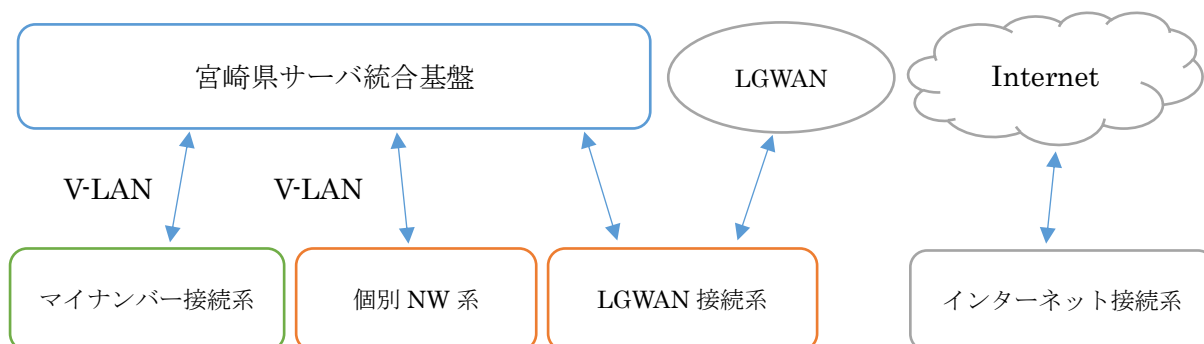 宮崎県サーバ統合基盤
LGWAN
Internet
V-LAN
V-LAN
マイナンバー接続系
個別 NW 系
LGWAN 接続系
インターネット接続系